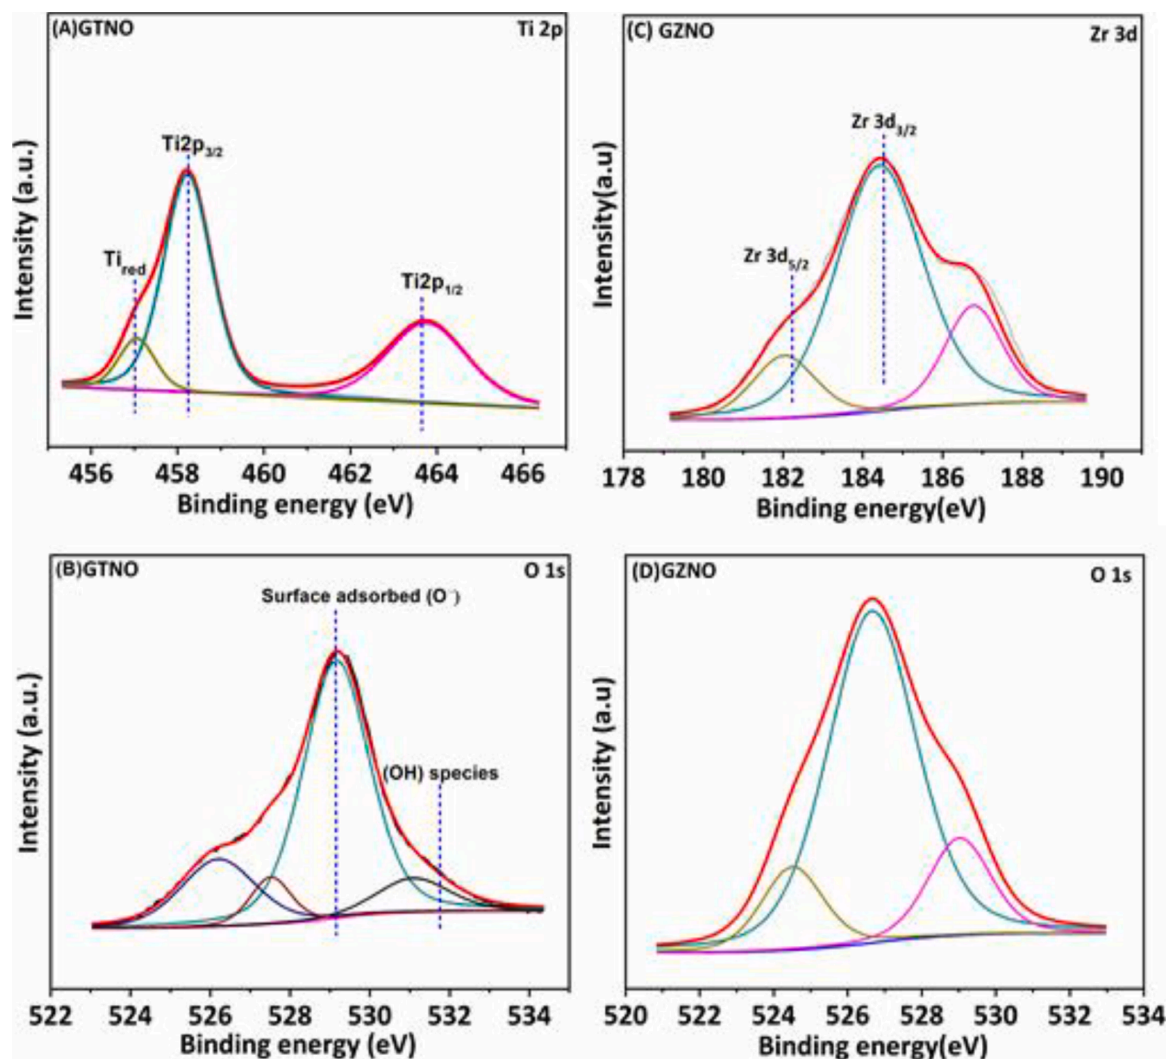 (A)GTNO
Ti 2p
Ti2p3/2
Tired
Ti2p1/2
Intensity (a.u.)
456 458 460 462 464 466
Binding energy (eV)
(C) GZNO
Zr 3d
Zr 3d3/2
Zr 3d5/2
Intensity(a.u)
178 180 182 184 186 188 190
Binding energy(eV)
(B)GTNO
O 1s
Surface adsorbed (O⁻)
(OH) species
Intensity (a.u.)
522 524 526 528 530 532 534
Binding energy (eV)
(D)GZNO
O 1s
Intensity (a.u)
520 522 524 526 528 530 532 534
Binding energy(eV)